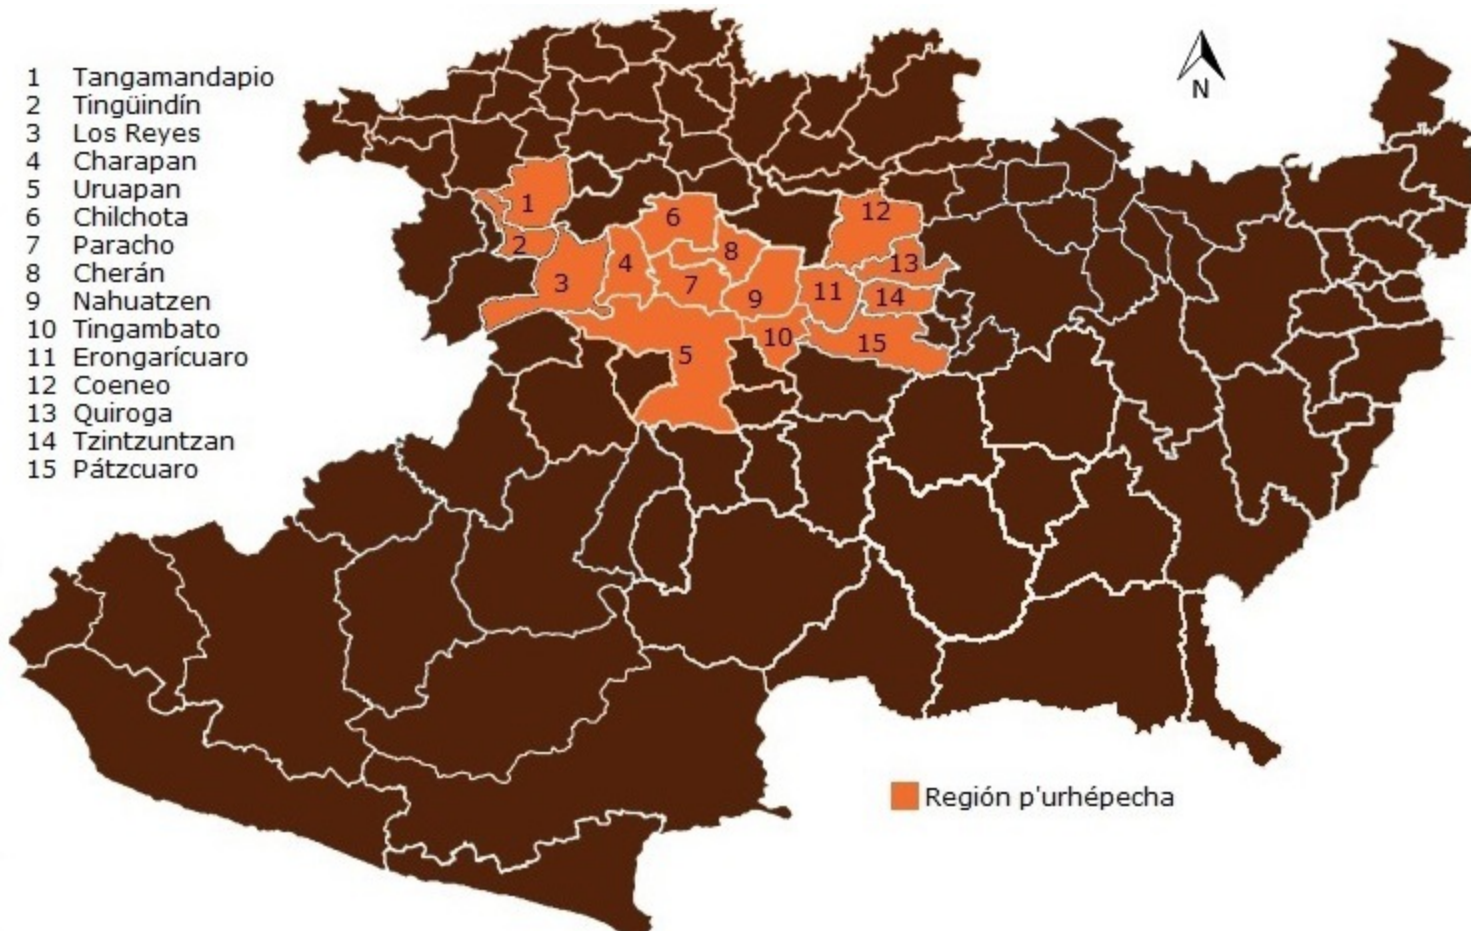 1 Tangamandapio
2 Tingüindín
3 Los Reyes
4 Charapan
5 Uruapan
6 Chilchota
7 Paracho
8 Cherán
9 Nahuatzen
10 Tingambato
11 Erongarícuaro
12 Coeneo
13 Quiroga
14 Tzintzuntzan
15 Pátzcuaro
N
1
2
3
4
5
6
7
8
9
10
11
12
13
14
15
Región p'urhépecha